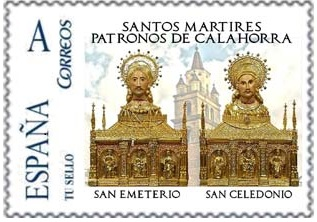 A
Correos
ESPAÑA
TU SELLO
SANTOS MARTIRES
PATRONOS DE CALAHORRA
SAN EMETERIO
SAN CELEDONIO